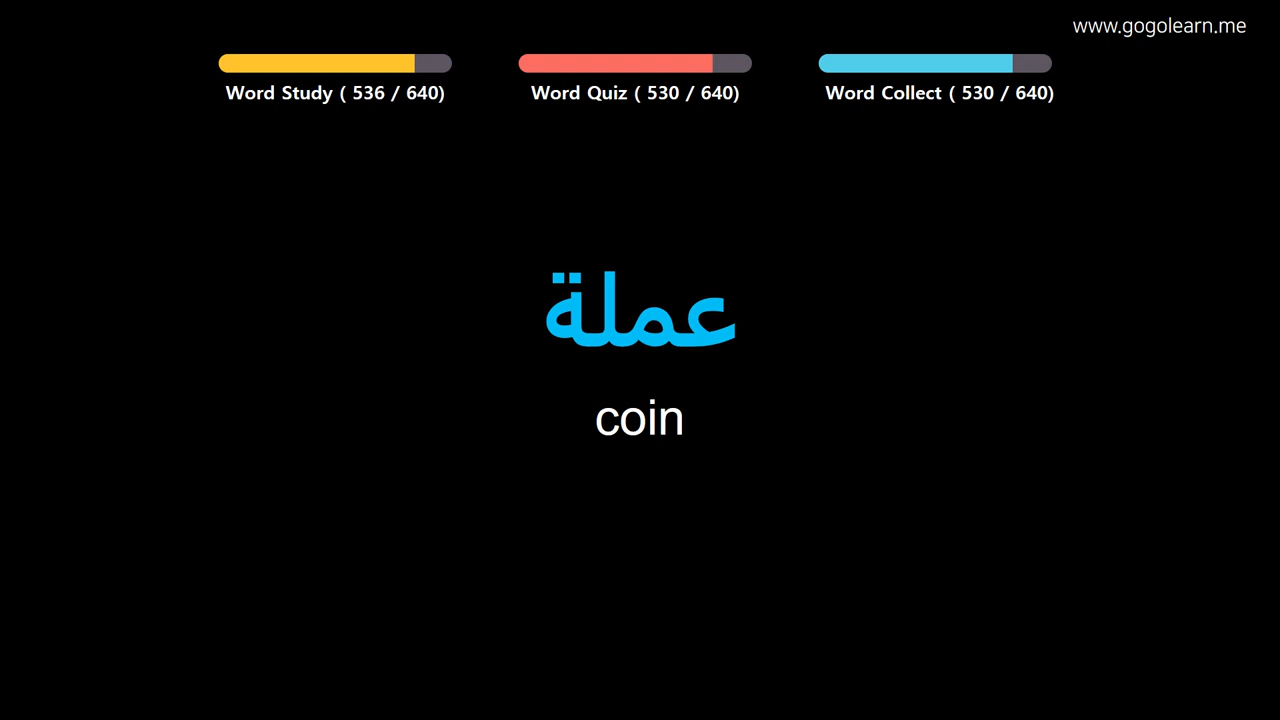 www.gogolearn.me
Word Study ( 536 / 640)
Word Quiz ( 530 / 640)
Word Collect ( 530 / 640)
عملة
coin